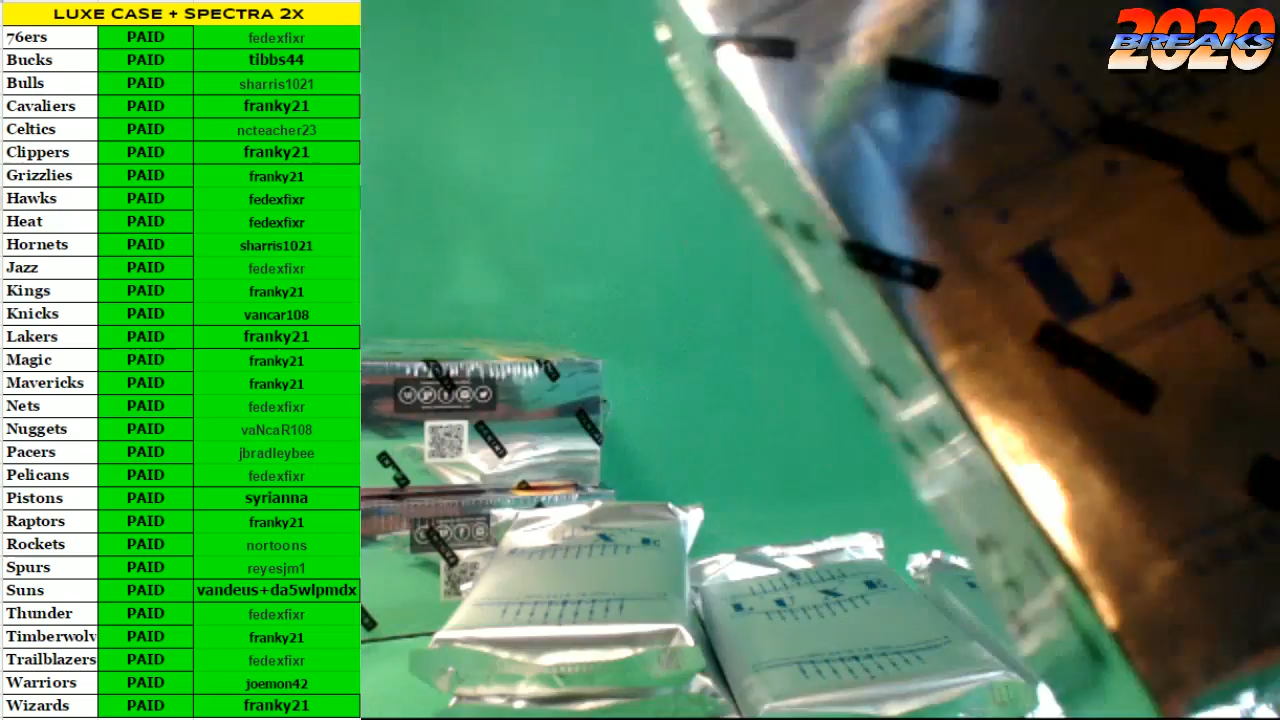 LUXE CASE + SPECTRA 2X
76ers PAID fedexfixr
Bucks PAID tlbbs44
Bulls PAID sharris1021
Cavaliers PAID franky21
Celtics PAID ncteacher23
Clippers PAID franky21
Grizzlies PAID franky21
Hawks PAID fedexfixr
Heat PAID fedexfixr
Hornets PAID sharris1021
Jazz PAID fedexfixr
Kings PAID franky21
Knicks PAID vancar108
Lakers PAID franky21
Magic PAID franky21
Mavericks PAID franky21
Nets PAID fedexfixr
Nuggets PAID vaNcaR108
Pacers PAID jbradleybee
Pelicans PAID fedexfixr
Pistons PAID syrianna
Raptors PAID franky21
Rockets PAID nortoons
Spurs PAID reyesjm1
Suns PAID vandeus+da5wlpmdx
Thunder PAID fedexfixr
Timberwolv PAID franky21
Trailblazers PAID fedexfixr
Warriors PAID joemon42
Wizards PAID franky21
2020
BREAKS
LUXE